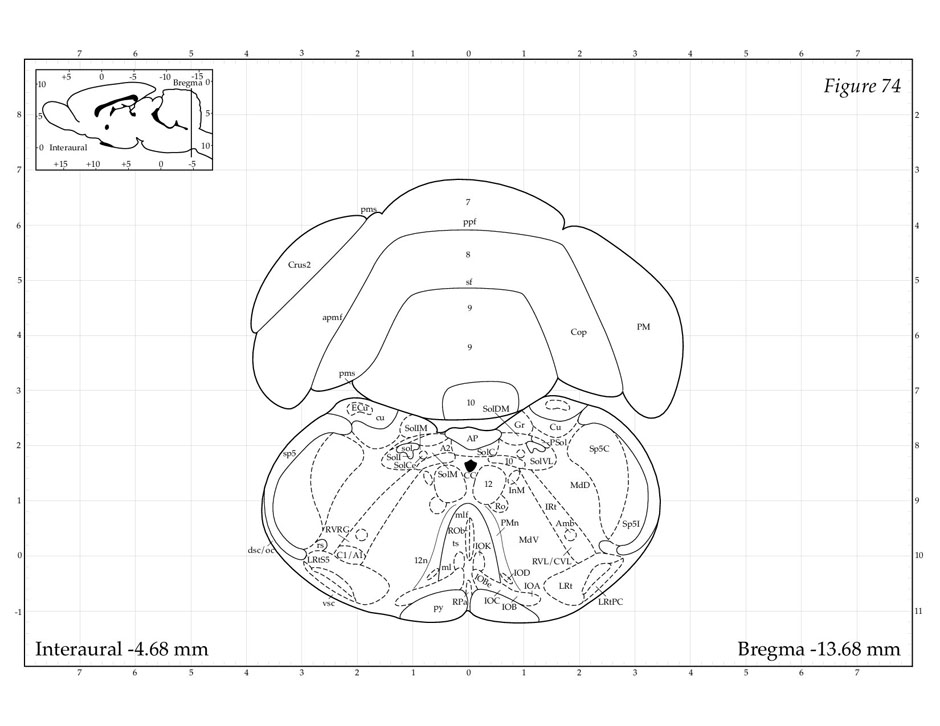 7 6 5 4 3 2 1 0 1 2 3 4 5 6 7
+5 0 -5 -10 -15
10 Bregma 0
5 5
0 Interaural 10
+15 +10 +5 0 -5
Figure 74
8 2
7 3
pms 7
6 ppf 4
8
Crus2
5 sf 5
9
apmf PM
Cop
4 9 6
pms
3 10 7
SolDM
ECu
cu
SolIM Gr Cu
AP
2 sol A2 SolC PSol 8
sp5 Sp5C
SolI
SolCe 10 SolVL
SolM CC
12 MdD
InM
1 Ro IRt 9
mlf
PMn Amb Sp5I
RVRG ROb
ts IOK MdV
rs
dsc/oc C1/A1
0 LRtS5 12n RVL/CVL 10
ml IOD
IOBe IOA LRt
vsc RPa IOC LRtPC
py IOB
-1 11
Interaural -4.68 mm
Bregma -13.68 mm
7 6 5 4 3 2 1 0 1 2 3 4 5 6 7